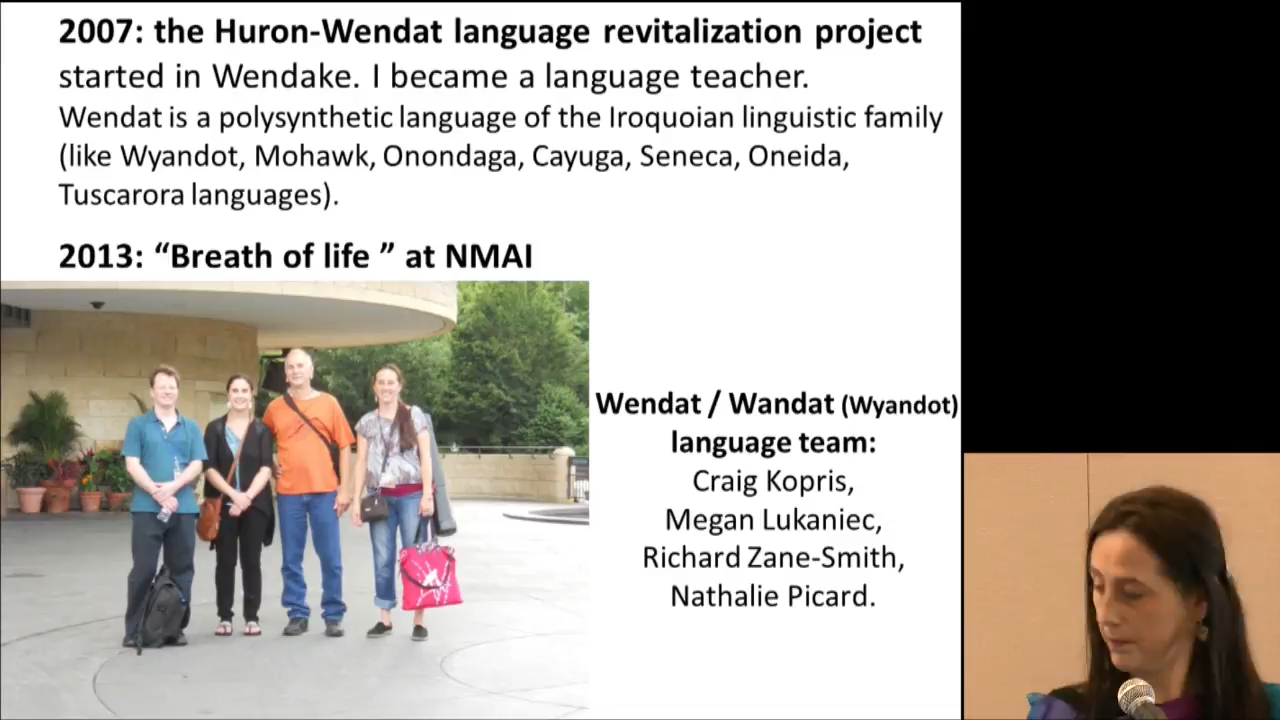 2007: the Huron-Wendat language revitalization project
started in Wendake. I became a language teacher.
Wendat is a polysynthetic language of the Iroquoian linguistic family
(like Wyandot, Mohawk, Onondaga, Cayuga, Seneca, Oneida,
Tuscarora languages).
2013: “Breath of life ” at NMAI
Wendat / Wandat (Wyandot)
language team:
Craig Kopris,
Megan Lukaniec,
Richard Zane-Smith,
Nathalie Picard.